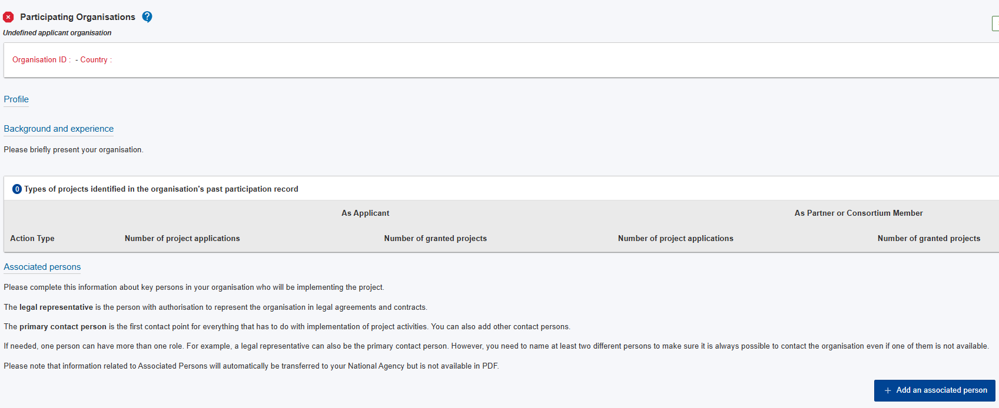 Participating Organisations
Undefined applicant organisation
Organisation ID : - Country :
Profile
Background and experience
Please briefly present your organisation.
0 Types of projects identified in the organisation's past participation record
As Applicant As Partner or Consortium Member
Action Type Number of project applications Number of granted projects Number of project applications Number of granted projects
Associated persons
Please complete this information about key persons in your organisation who will be implementing the project.
The legal representative is the person with authorisation to represent the organisation in legal agreements and contracts.
The primary contact person is the first contact point for everything that has to do with implementation of project activities. You can also add other contact persons.
If needed, one person can have more than one role. For example, a legal representative can also be the primary contact person. However, you need to name at least two different persons to make sure it is always possible to contact the organisation even if one of them is not available.
Please note that information related to Associated Persons will automatically be transferred to your National Agency but is not available in PDF.
+ Add an associated person